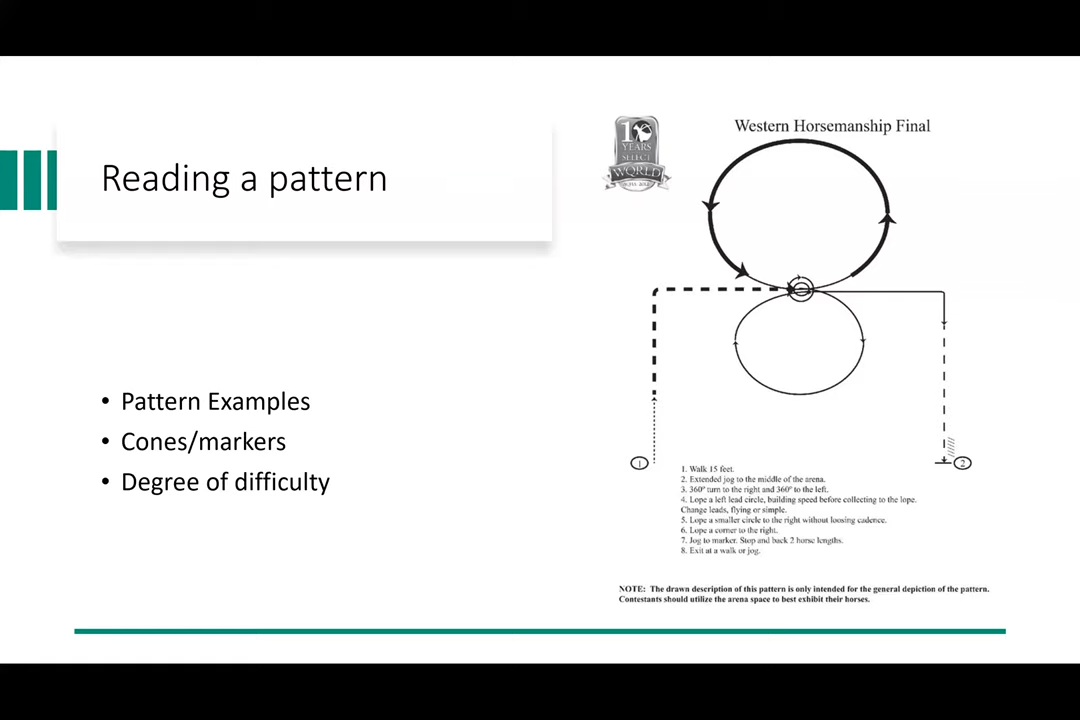 Reading a pattern
• Pattern Examples
• Cones/markers
• Degree of difficulty
10
YEARS
SELECT
WORLD
Western Horsemanship Final
1
2
1. Walk 15 feet.
2. Extended jog to the middle of the arena.
3. 360° turn to the right and 360° to the left.
4. Lope a left lead circle, building speed before collecting to the lope.
Change leads, flying or simple.
5. Lope a smaller circle to the right without loosing cadence.
6. Lope a corner to the right.
7. Jog to marker. Stop and back 2 horse lengths.
8. Exit at a walk or jog.
NOTE: The drawn description of this pattern is only intended for the general depiction of the pattern.
Contestants should utilize the arena space to best exhibit their horses.